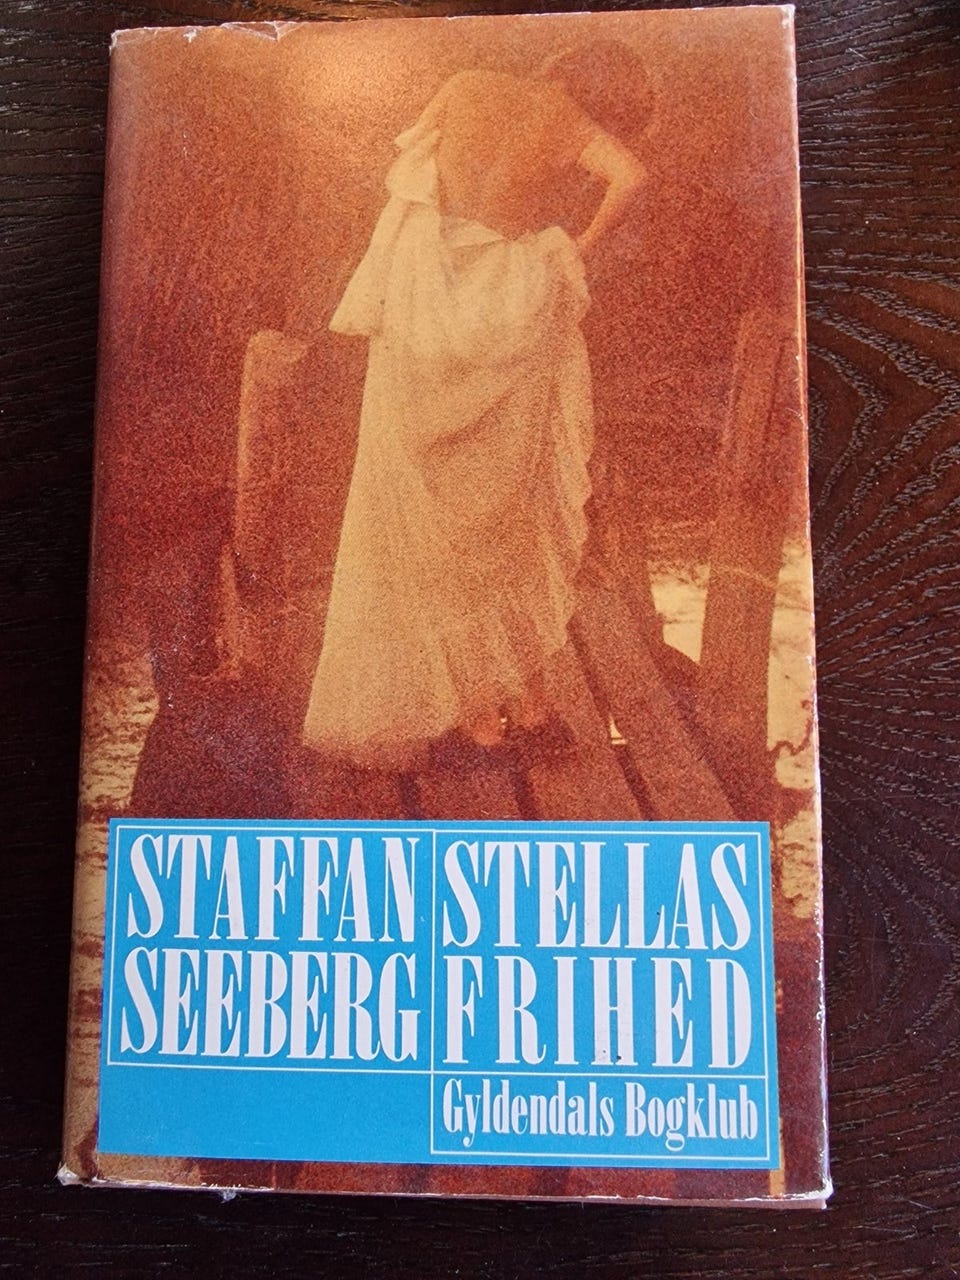 STAFFAN
SEEBERG
STELLAS
FRIHED
Gyldendals Bogklub